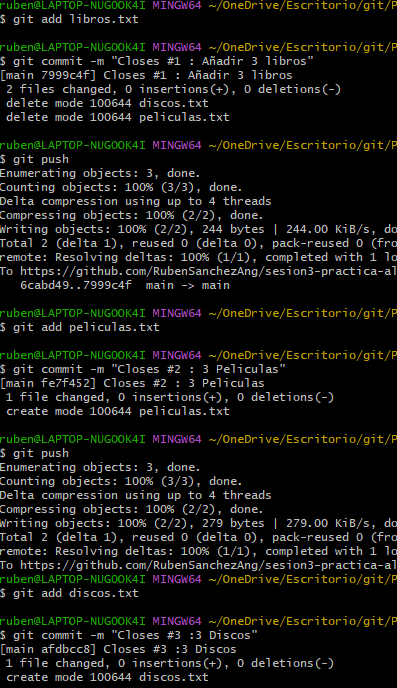 ruben@LAPTOP-NUGOOK4I MINGW64 ~/OneDrive/Escritorio/git/P
$ git add libros.txt
ruben@LAPTOP-NUGOOK4I MINGW64 ~/OneDrive/Escritorio/git/P
$ git commit -m "Closes #1 : Añadir 3 libros"
[main 7999c4f] Closes #1 : Añadir 3 libros
 2 files changed, 0 insertions(+), 0 deletions(-)
 delete mode 100644 discos.txt
 delete mode 100644 peliculas.txt
ruben@LAPTOP-NUGOOK4I MINGW64 ~/OneDrive/Escritorio/git/P
$ git push
Enumerating objects: 3, done.
Counting objects: 100% (3/3), done.
Delta compression using up to 4 threads
Compressing objects: 100% (2/2), done.
Writing objects: 100% (2/2), 244 bytes | 244.00 KiB/s, do
Total 2 (delta 1), reused 0 (delta 0), pack-reused 0 (fro
remote: Resolving deltas: 100% (1/1), completed with 1 lo
To https://github.com/RubenSanchezAng/sesion3-practica-al
   6cabd49..7999c4f  main -> main
ruben@LAPTOP-NUGOOK4I MINGW64 ~/OneDrive/Escritorio/git/P
$ git add peliculas.txt
ruben@LAPTOP-NUGOOK4I MINGW64 ~/OneDrive/Escritorio/git/P
$ git commit -m "Closes #2 : 3 Peliculas"
[main fe7f452] Closes #2 : 3 Peliculas
 1 file changed, 0 insertions(+), 0 deletions(-)
 create mode 100644 peliculas.txt
ruben@LAPTOP-NUGOOK4I MINGW64 ~/OneDrive/Escritorio/git/P
$ git push
Enumerating objects: 3, done.
Counting objects: 100% (3/3), done.
Delta compression using up to 4 threads
Compressing objects: 100% (2/2), done.
Writing objects: 100% (2/2), 279 bytes | 279.00 KiB/s, do
Total 2 (delta 1), reused 0 (delta 0), pack-reused 0 (fro
remote: Resolving deltas: 100% (1/1), completed with 1 lo
To https://github.com/RubenSanchezAng/sesion3-practica-al
ruben@LAPTOP-NUGOOK4I MINGW64 ~/OneDrive/Escritorio/git/P
$ git add discos.txt
ruben@LAPTOP-NUGOOK4I MINGW64 ~/OneDrive/Escritorio/git/P
$ git commit -m "Closes #3 :3 Discos"
[main afdbcc8] Closes #3 :3 Discos
 1 file changed, 0 insertions(+), 0 deletions(-)
 create mode 100644 discos.txt